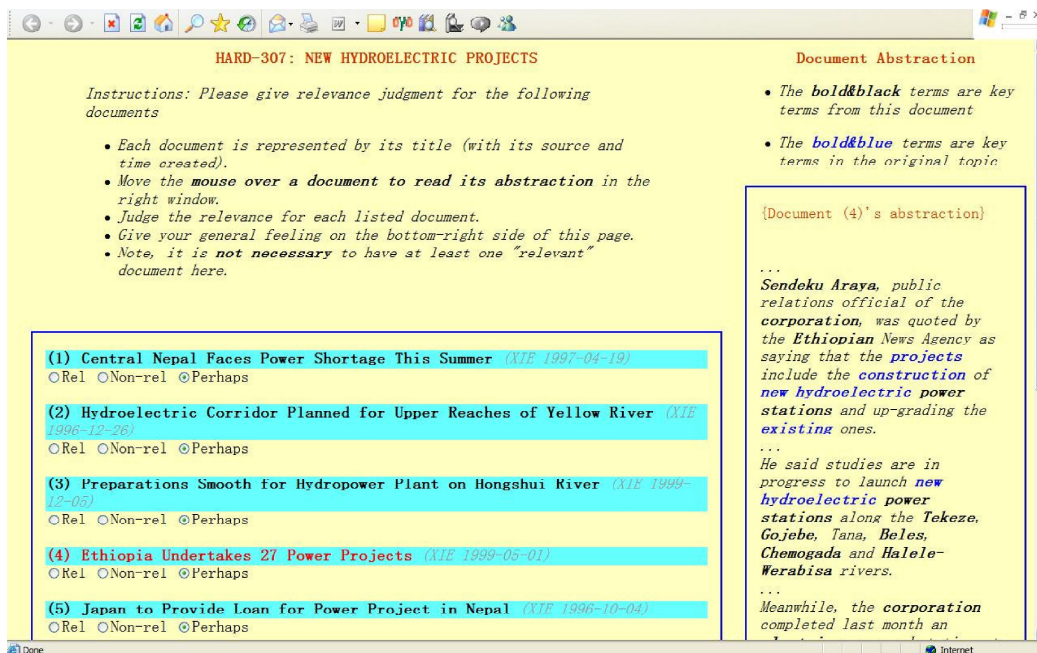 HARD-307: NEW HYDROELECTRIC PROJECTS
Instructions: Please give relevance judgment for the following
documents
• Each document is represented by its title (with its source and
time created).
• Move the mouse over a document to read its abstraction in the
right window.
• Judge the relevance for each listed document.
• Give your general feeling on the bottom-right side of this page.
• Note, it is not necessary to have at least one "relevant"
document here.
(1) Central Nepal Faces Power Shortage This Summer (XIE 1997-04-19)
Rel Non-rel Perhaps
(2) Hydroelectric Corridor Planned for Upper Reaches of Yellow River (XIE
1996-12-26)
Rel Non-rel Perhaps
(3) Preparations Smooth for Hydropower Plant on Hongshui River (XIE 1999-
12-05)
Rel Non-rel Perhaps
(4) Ethiopia Undertakes 27 Power Projects (XIE 1999-05-01)
Rel Non-rel Perhaps
(5) Japan to Provide Loan for Power Project in Nepal (XIE 1996-10-04)
Rel Non-rel Perhaps
Document Abstraction
• The bold&black terms are key
terms from this document
• The bold&blue terms are key
terms in the original topic
{Document (4)'s abstraction}
...
Sendeku Araya, public
relations official of the
corporation, was quoted by
the Ethiopian News Agency as
saying that the projects
include the construction of
new hydroelectric power
stations and up-grading the
existing ones.
...
He said studies are in
progress to launch new
hydroelectric power
stations along the Tekeze,
Gojebe, Tana, Beles,
Chemogada and Halele-
Werabisa rivers.
...
Meanwhile, the corporation
completed last month an
Done
Internet